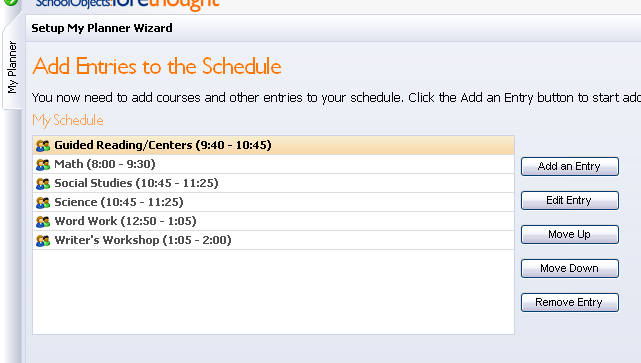 SchoolObjects:forethought
Setup My Planner Wizard
My Planner
Add Entries to the Schedule
You now need to add courses and other entries to your schedule. Click the Add an Entry button to start
My Schedule
Guided Reading/Centers (9:40 - 10:45)
Math (8:00 - 9:30)
Social Studies (10:45 - 11:25)
Science (10:45 - 11:25)
Word Work (12:50 - 1:05)
Writer's Workshop (1:05 - 2:00)
Add an Entry
Edit Entry
Move Up
Move Down
Remove Entry